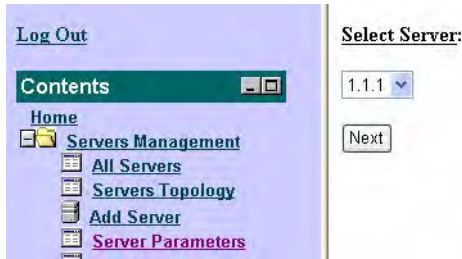 Log Out
Contents
Home
Servers Management
All Servers
Servers Topology
Add Server
Server Parameters
Select Server:
1.1.1
Next